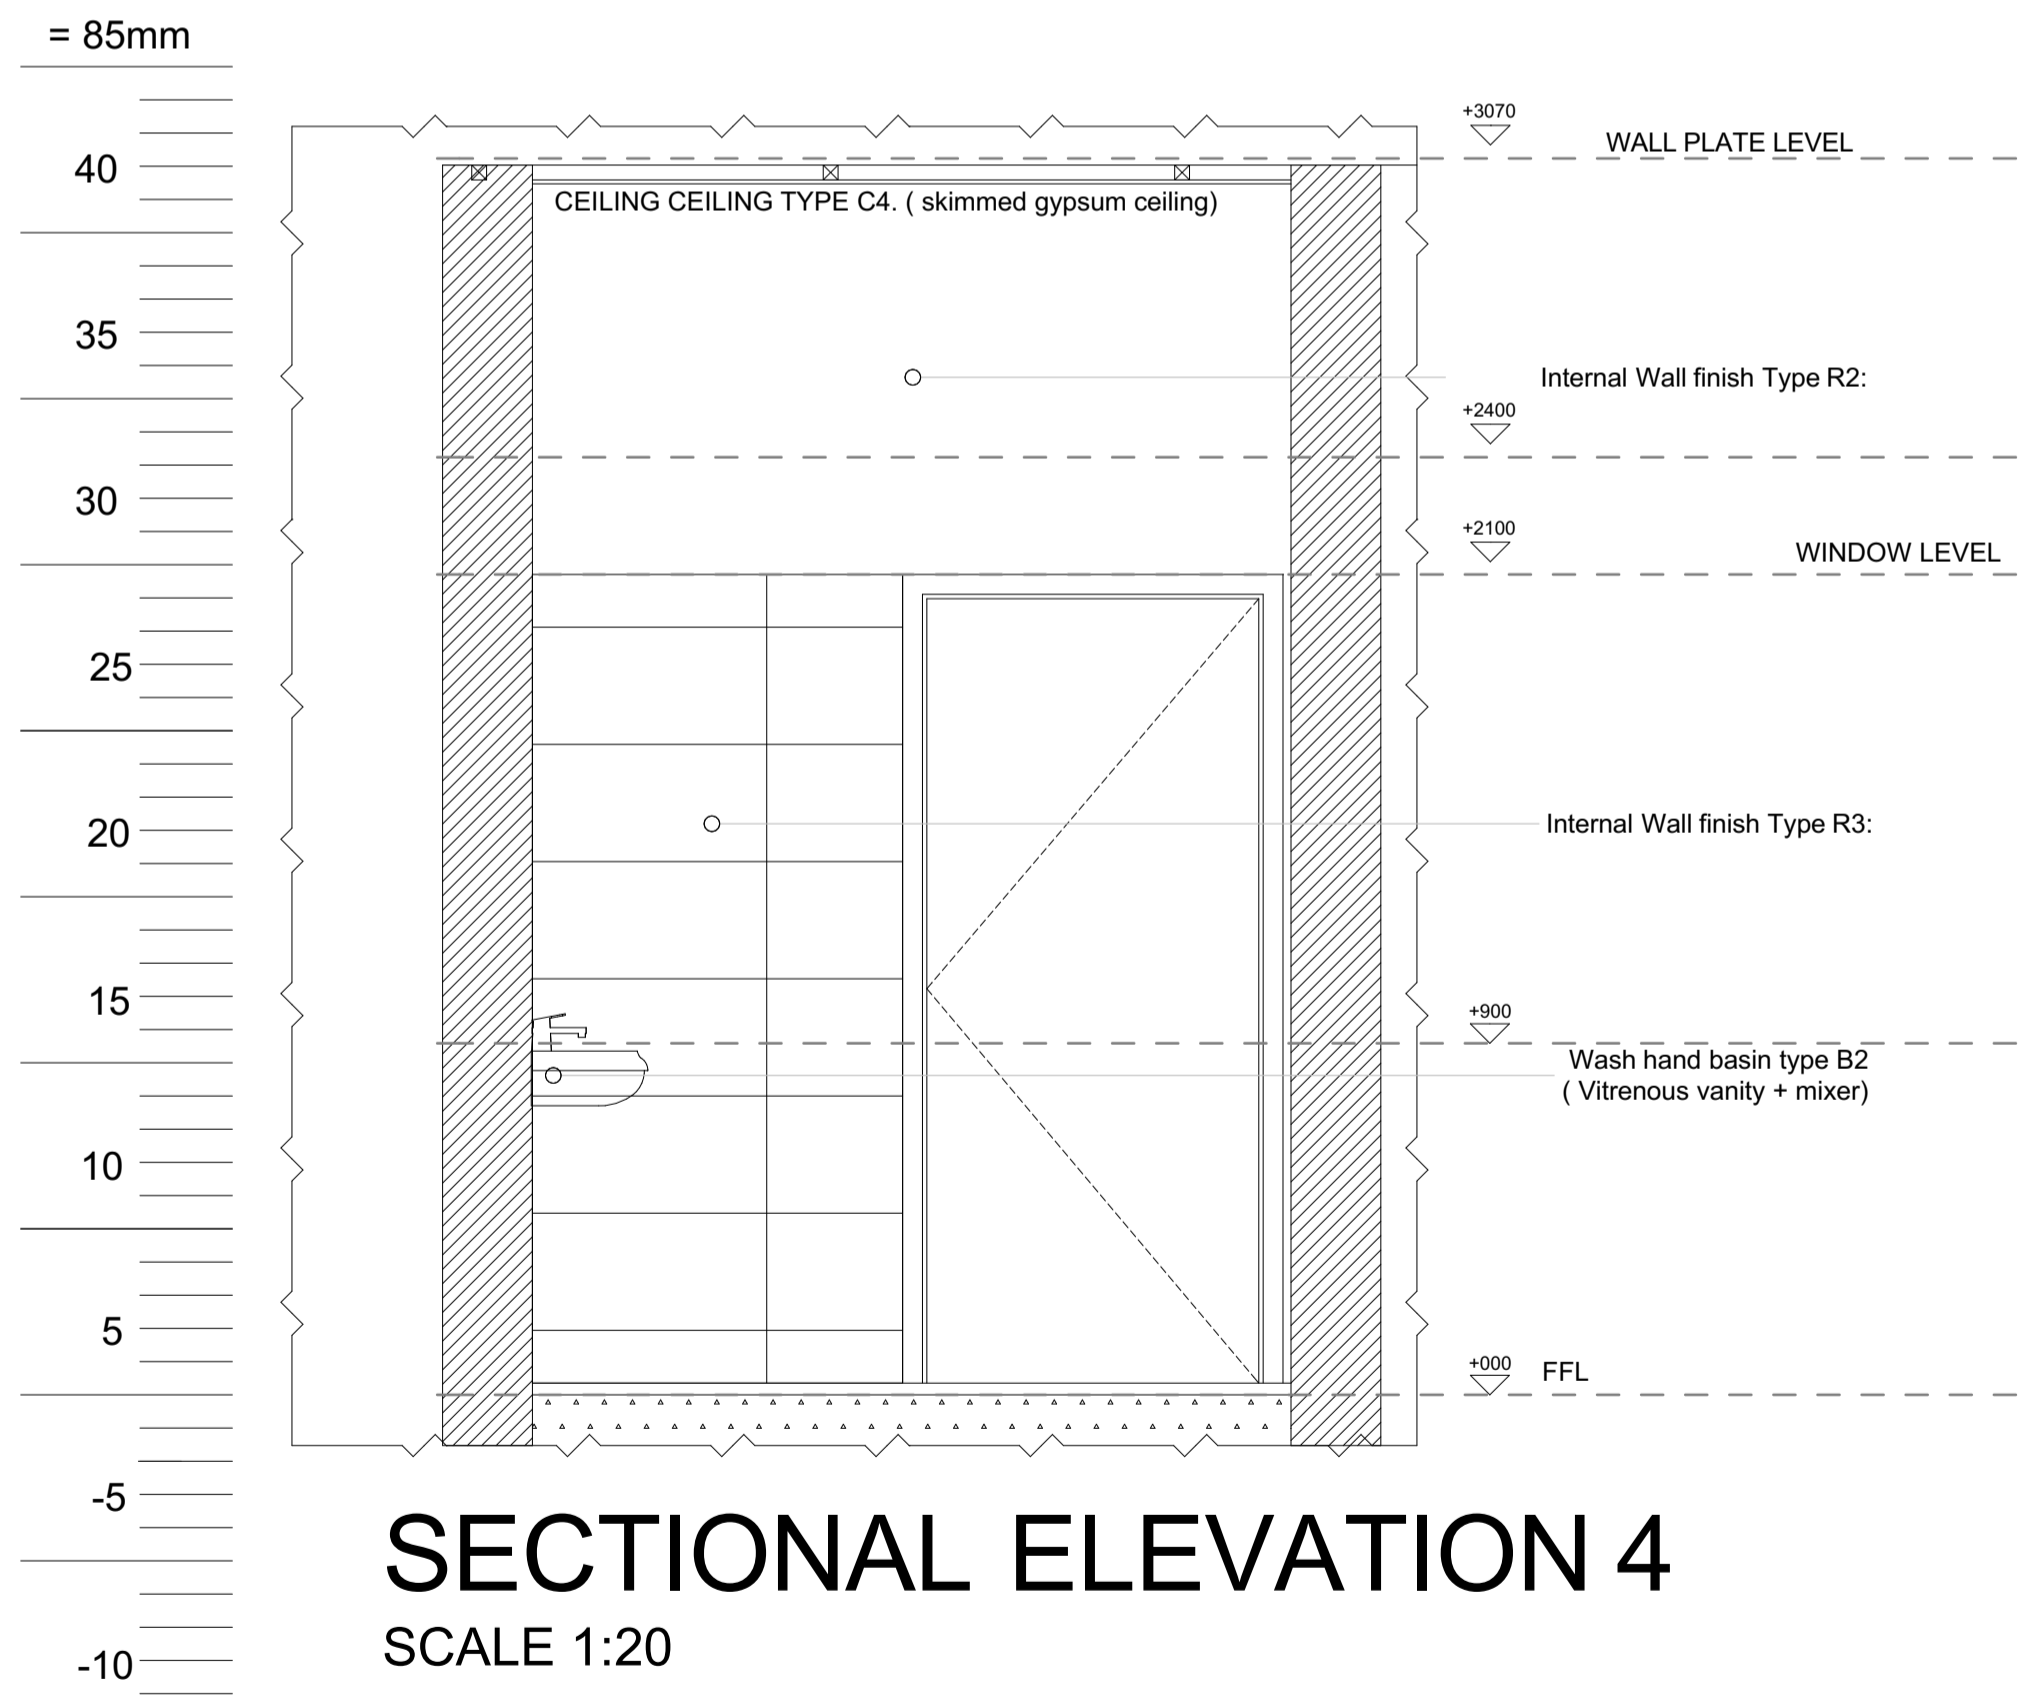 = 85mm
40
35
30
25
20
15
10
5
-5
-10
+3070
WALL PLATE LEVEL
CEILING CEILING TYPE C4. ( skimmed gypsum ceiling)
Internal Wall finish Type R2:
+2400
+2100
WINDOW LEVEL
Internal Wall finish Type R3:
+900
Wash hand basin type B2
( Vitrenous vanity + mixer)
+000
FFL
SECTIONAL ELEVATION 4
SCALE 1:20